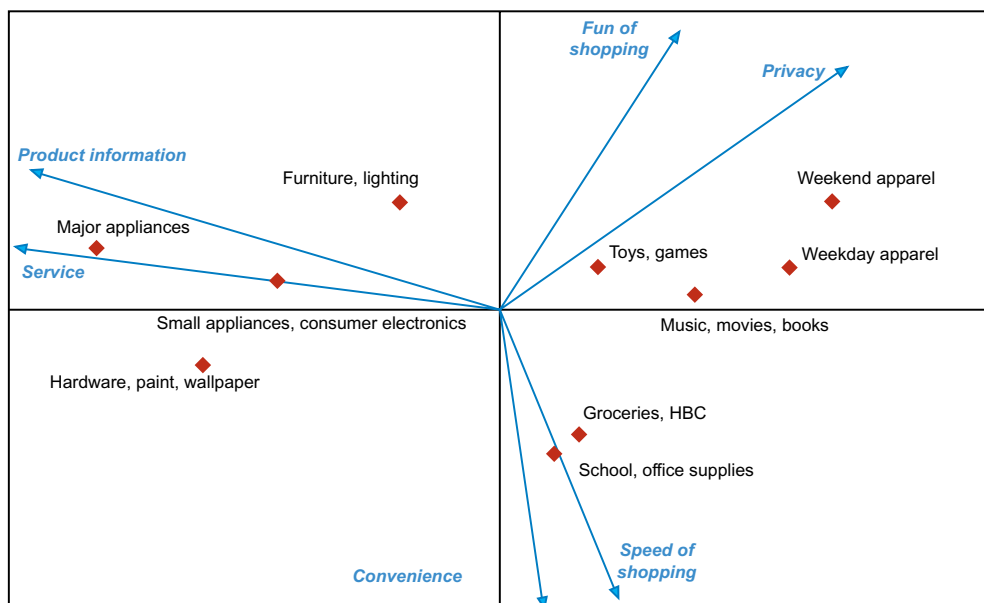 Fun of
shopping
Privacy
Product information
Furniture, lighting
Weekend apparel
Major appliances
Toys, games
Weekday apparel
Service
Small appliances, consumer electronics
Music, movies, books
Hardware, paint, wallpaper
Groceries, HBC
School, office supplies
Convenience
Speed of
shopping